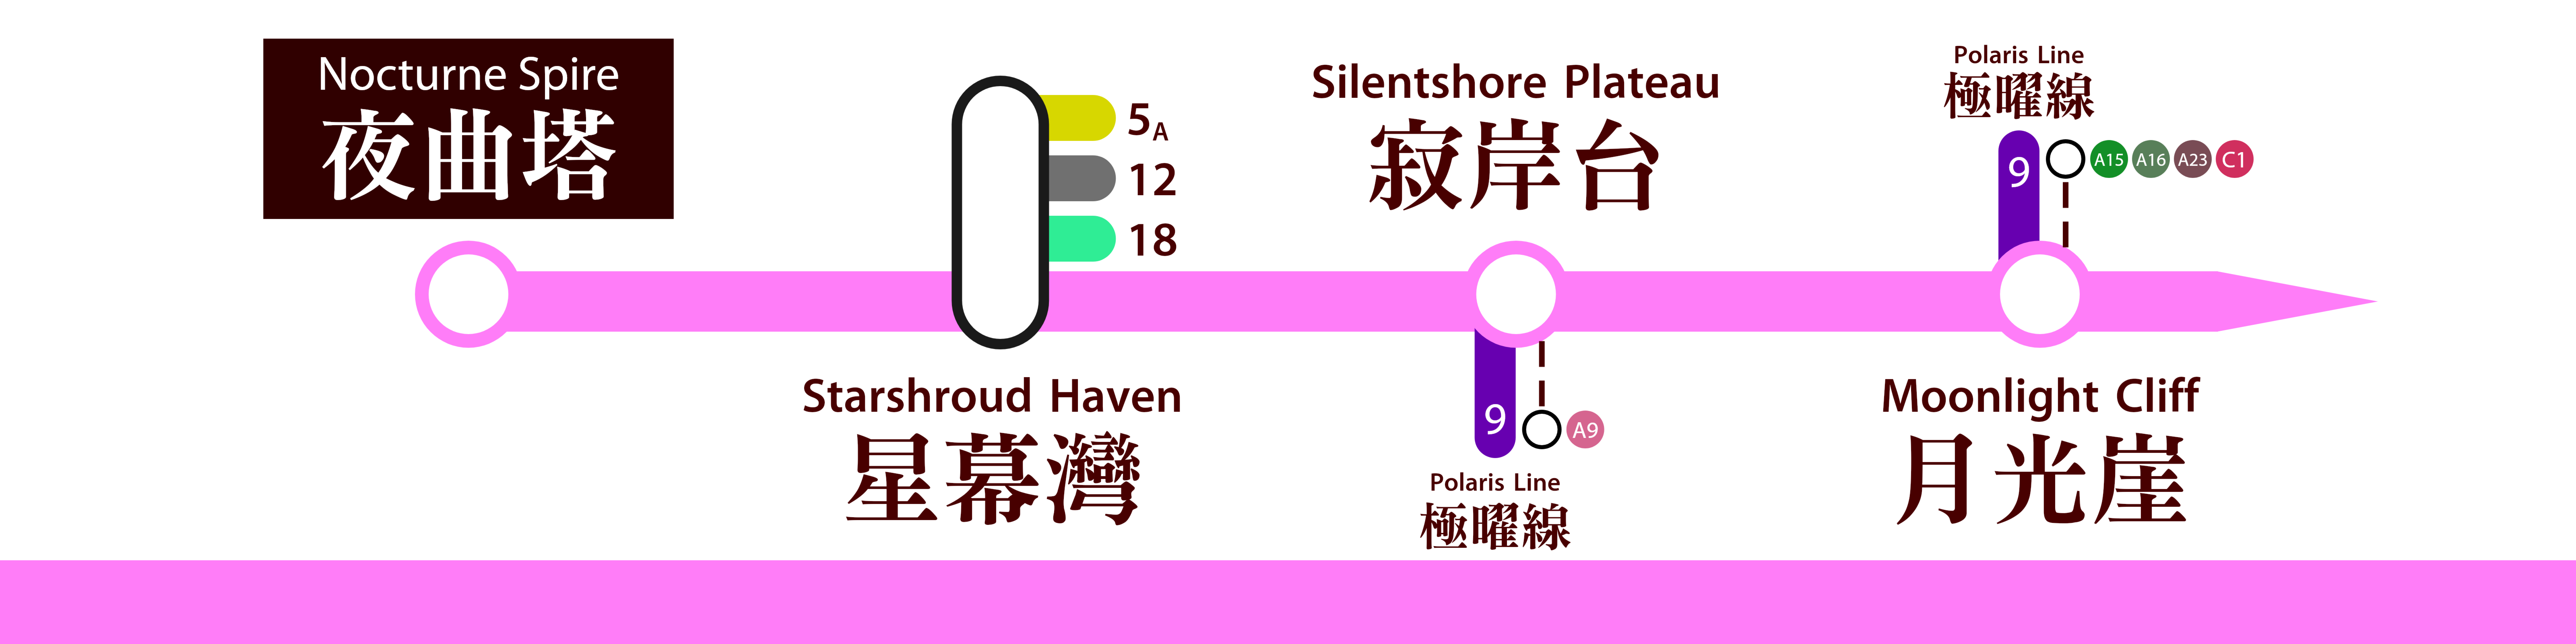 Nocturne Spire
夜曲塔
5A
12
18
Starshroud Haven
星幕灣
Silentshore Plateau
寂岸台
9
A9
Polaris Line
極曜線
Polaris Line
極曜線
9
A15 A16 A23 C1
Moonlight Cliff
月光崖